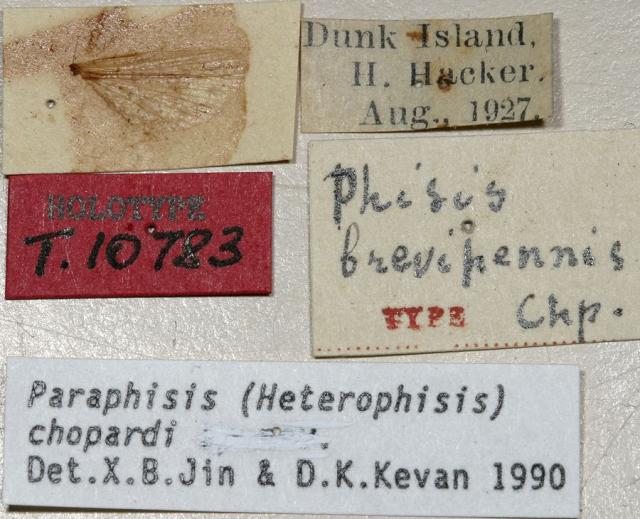 Dunk Island,
H. Hacker.
Aug., 1927.
HOLOTYPE
T.10783
Phisis
brevipennis
TYPE Chp.
Paraphisis (Heterophisis)
chopardi
Det.X.B.Jin & D.K.Kevan 1990